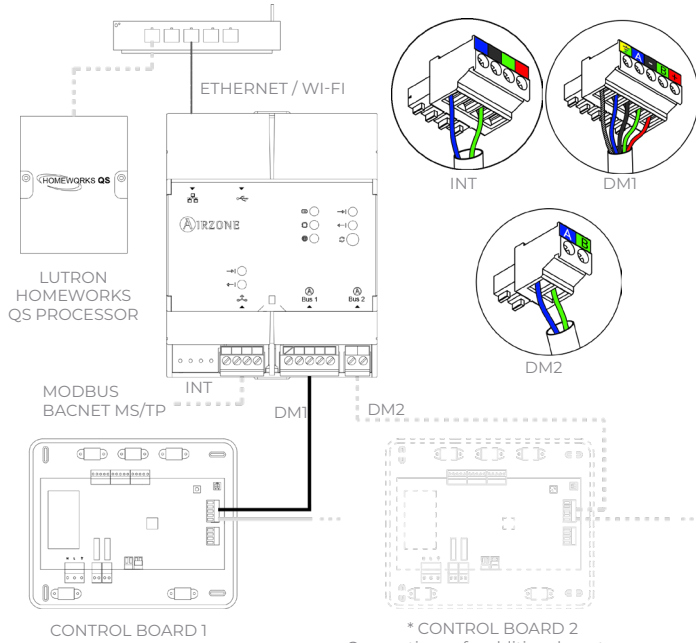 ETHERNET / WI-FI
HOMEWORKS QS
LUTRON
HOMEWORKS
QS PROCESSOR
AIRZONE
Bus 1
Bus 2
A
-
B
+
INT
DM1
A
B
DM2
INT
MODBUS
BACNET MS/TP
DM1
DM2
CONTROL BOARD 1
* CONTROL BOARD 2